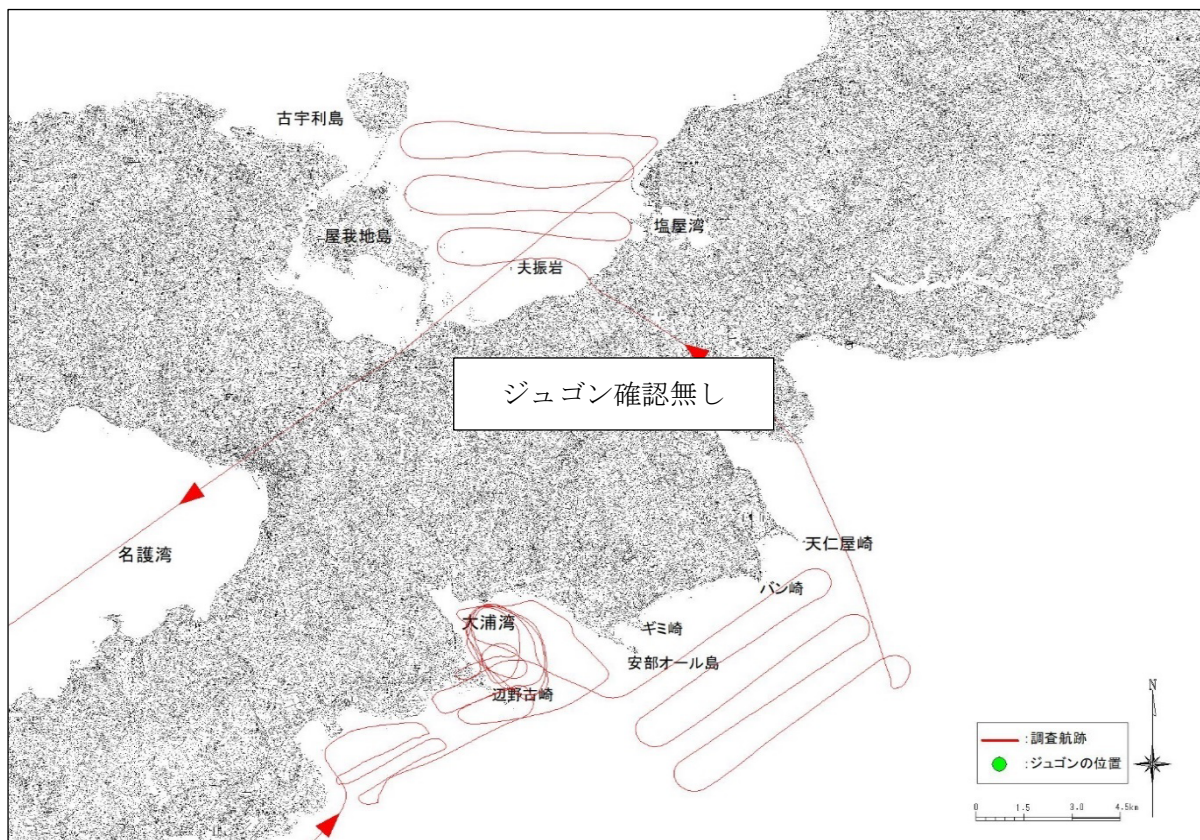 古宇利島
屋我地島
塩屋湾
夫振岩
ジュゴン確認無し
名護湾
天仁屋崎
バン崎
大浦湾
ギミ崎
安部オール島
辺野古崎
N
:調査航跡
:ジュゴンの位置
0 1.5 3.0 4.5km